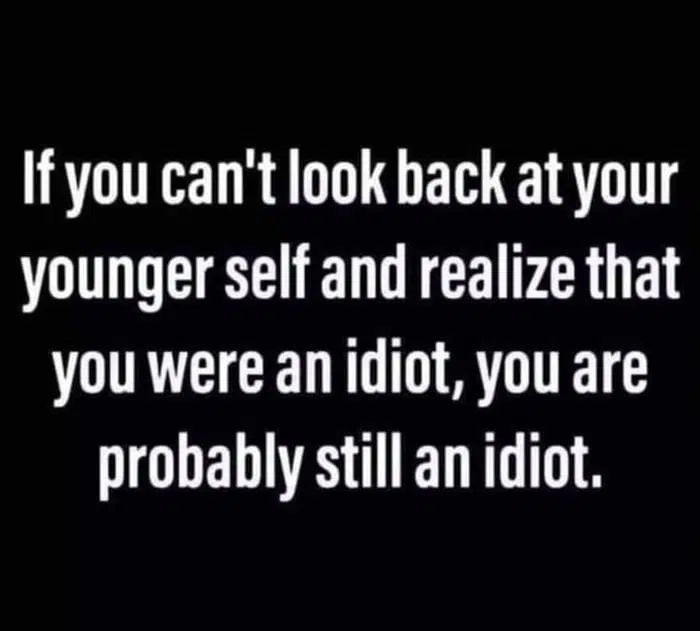 If you can't look back at your
younger self and realize that
you were an idiot, you are
probably still an idiot.